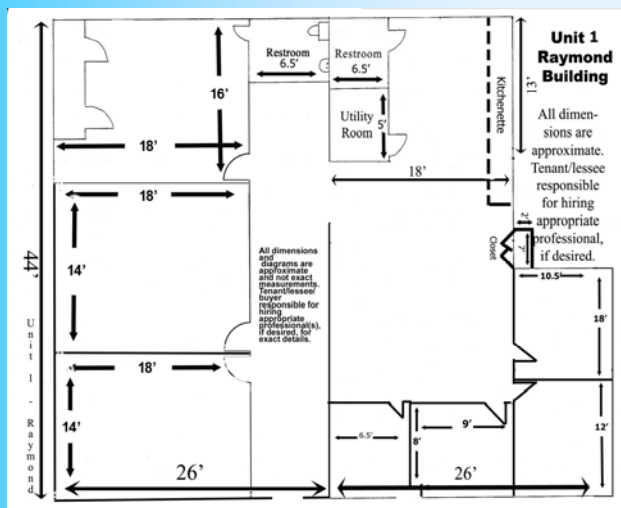 Unit 1
Raymond
Building
All dimen-
sions are
approximate.
Tenant/lessee
responsible
for hiring
appropriate
professional,
if desired.
Restroom
6.5'
Restroom
6.5'
16'
18'
5'
Utility
Room
Kitchenette
13'
18'
18'
14'
2'
7'
Closet
10.5'
18'
44'
Unit 1 - Raymond
All dimensions
and
diagrams are
approximate
and not exact
measurements.
Tenant/lessee/
buyer
responsible for
hiring
appropriate
professional(s),
if desired, for
exact details.
18'
14'
6.5'
8'
9'
12'
26'
26'